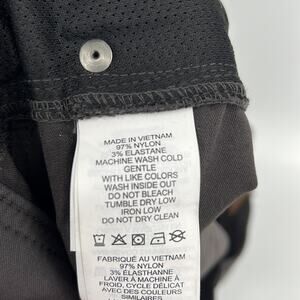 MADE IN VIETNAM
97% NYLON
3% ELASTANE
MACHINE WASH COLD
GENTLE
WITH LIKE COLORS
WASH INSIDE OUT
DO NOT BLEACH
TUMBLE DRY LOW
IRON LOW
DO NOT DRY CLEAN
FABRIQUÉ AU VIETNAM
97% NYLON
3% ÉLASTHANNE
LAVER À MACHINE À
FROID, CYCLE DÉLICAT
AVEC DES COULEURS
SIMILAIRES